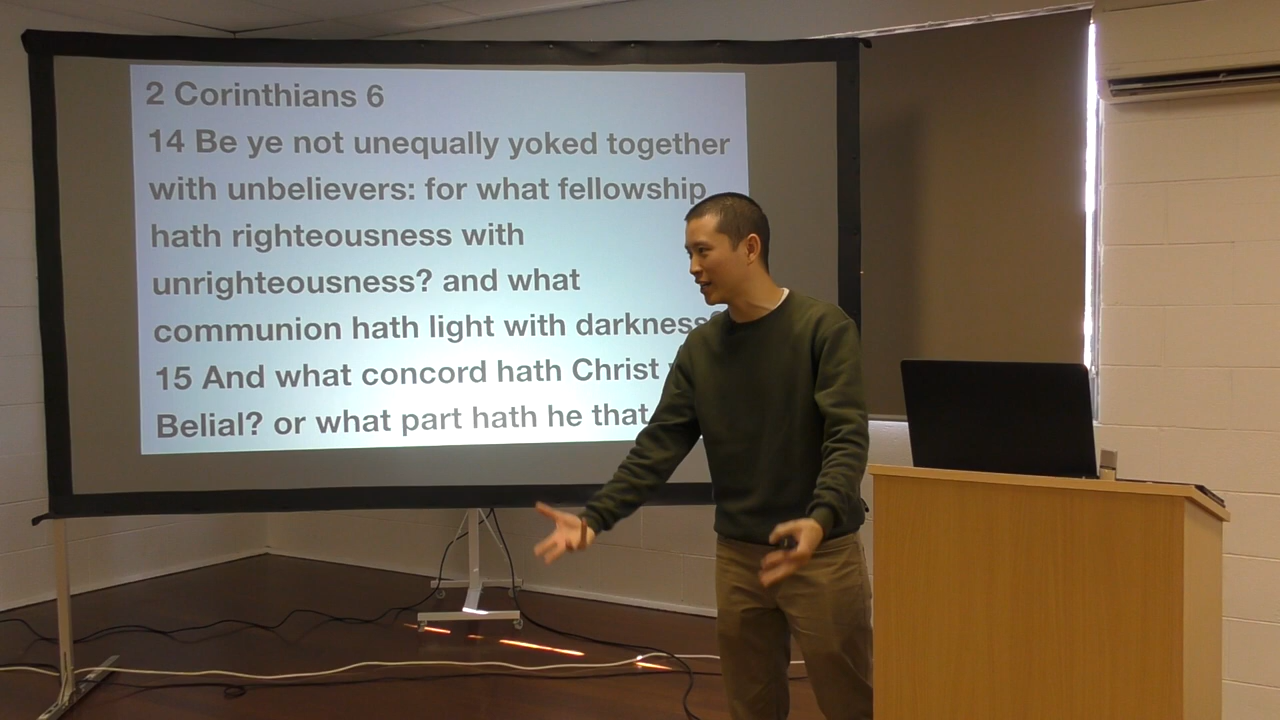 2 Corinthians 6
14 Be ye not unequally yoked together
with unbelievers: for what fellowship
hath righteousness with
unrighteousness? and what
communion hath light with darkness
15 And what concord hath Christ
Belial? or what part hath he that